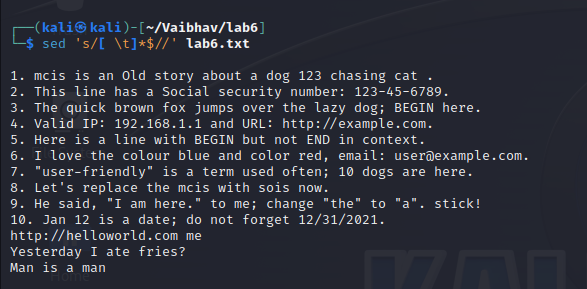 ┌──(kali㉿kali)-[~/Vaibhav/lab6]
└─$ sed 's/[ \t]*$//' lab6.txt

1. mcis is an Old story about a dog 123 chasing cat .
2. This line has a Social security number: 123-45-6789.
3. The quick brown fox jumps over the lazy dog; BEGIN here.
4. Valid IP: 192.168.1.1 and URL: http://example.com.
5. Here is a line with BEGIN but not END in context.
6. I love the colour blue and color red, email: user@example.com.
7. "user-friendly" is a term used often; 10 dogs are here.
8. Let's replace the mcis with sois now.
9. He said, "I am here." to me; change "the" to "a". stick!
10. Jan 12 is a date; do not forget 12/31/2021.
http://helloworld.com me
Yesterday I ate fries?
Man is a man